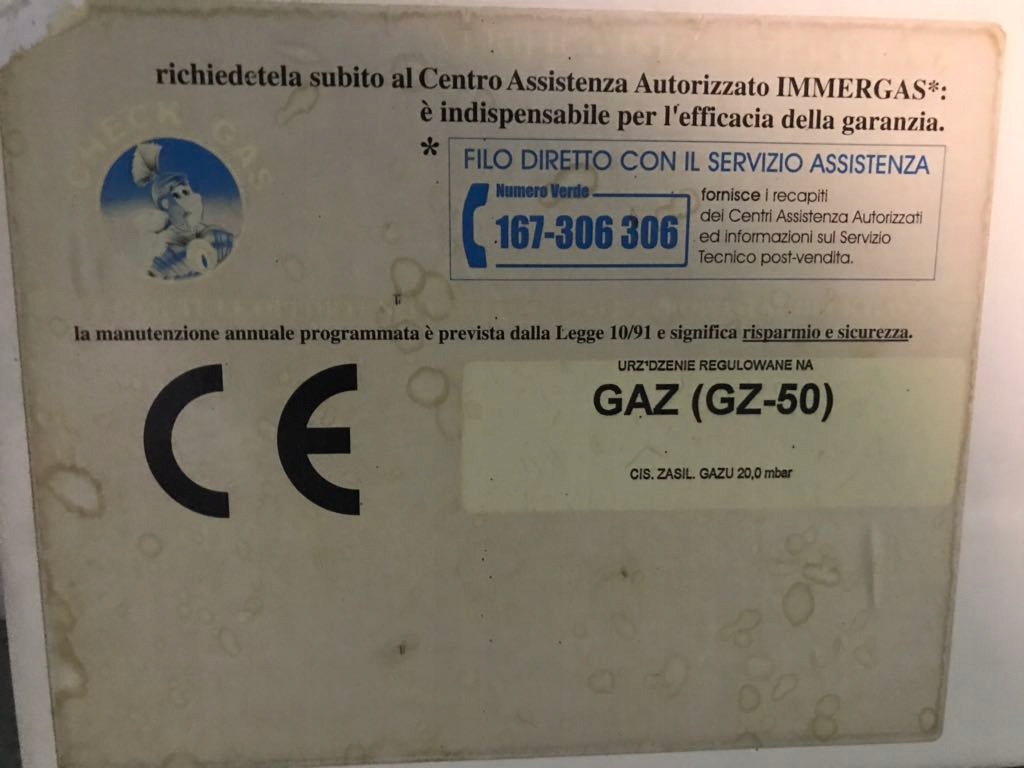 richiedetela subito al Centro Assistenza Autorizzato IMMERGAS*:
è indispensabile per l'efficacia della garanzia.
CHECK GAS
* FILO DIRETTO CON IL SERVIZIO ASSISTENZA
Numero Verde
167-306 306
fornisce i recapiti
dei Centri Assistenza Autorizzati
ed informazioni sul Servizio
Tecnico post-vendita.
la manutenzione annuale programmata è prevista dalla Legge 10/91 e significa risparmio e sicurezza.
CE
URZ'DZENIE REGULOWANE NA
GAZ (GZ-50)
CIS. ZASIL. GAZU 20,0 mbar